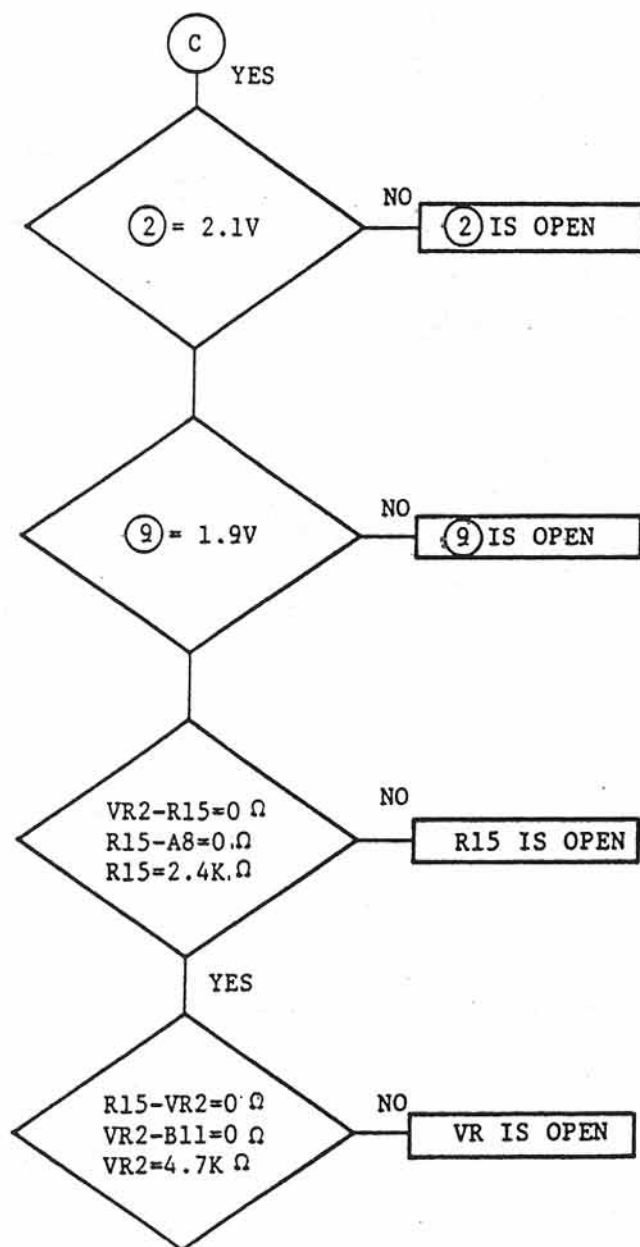 C
YES
2 = 2.1V
NO
2 IS OPEN
9 = 1.9V
NO
9 IS OPEN
VR2-R15=0 Ω
R15-A8=0.Ω
R15=2.4K.Ω
NO
R15 IS OPEN
YES
R15-VR2=0 Ω
VR2-B11=0 Ω
VR2=4.7K Ω
NO
VR IS OPEN